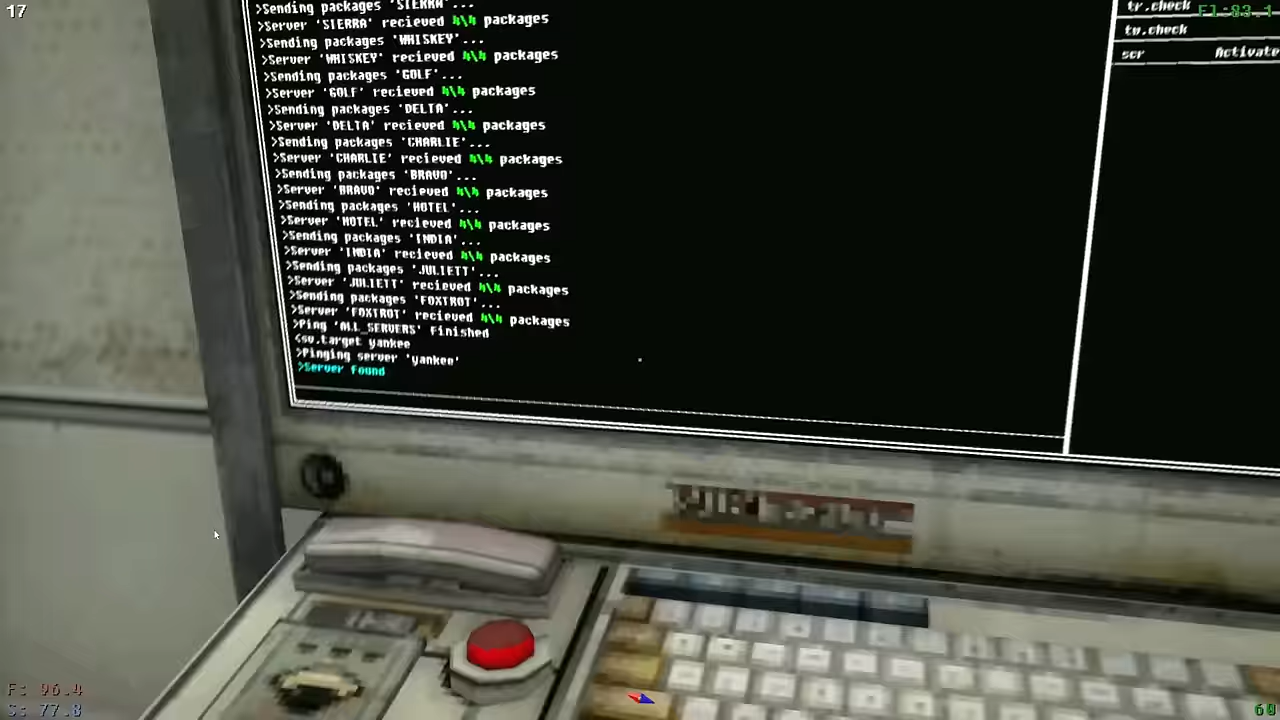 17
>Sending packages 'SIERRA'...
>Server 'SIERRA' recieved 4\4 packages
>Sending packages 'WHISKEY'...
>Server 'WHISKEY' recieved 4\4 packages
>Sending packages 'GOLF'...
>Server 'GOLF' recieved 4\4 packages
>Sending packages 'DELTA'...
>Server 'DELTA' recieved 4\4 packages
>Sending packages 'CHARLIE'...
>Server 'CHARLIE' recieved 4\4 packages
>Sending packages 'BRAVO'...
>Server 'BRAVO' recieved 4\4 packages
>Sending packages 'HOTEL'...
>Server 'HOTEL' recieved 4\4 packages
>Sending packages 'INDIA'...
>Server 'INDIA' recieved 4\4 packages
>Sending packages 'JULIETT'...
>Server 'JULIETT' recieved 4\4 packages
>Sending packages 'FOXTROT'...
>Server 'FOXTROT' recieved 4\4 packages
>Ping 'ALL_SERVERS' finished
<sv.target yankee
>Pinging server 'yankee'
>Server found
tr.check
F1:83.1
tw.check
scr Activate
F: 96.4
S: 77.8
60